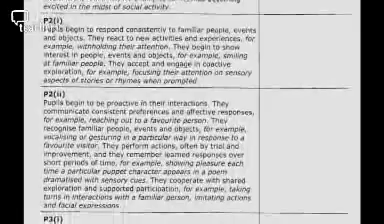 excited in the midst of social activity.
P2(i)
Pupils begin to respond consistently to familiar people, events
and objects. They react to new activities and experiences, for
example, withholding their attention. They begin to show
interest in people, events and objects, for example, smiling
at familiar people. They accept and engage in coactive
exploration, for example, focusing their attention on sensory
aspects of stories or rhymes when prompted.
P2(ii)
Pupils begin to be proactive in their interactions. They
communicate consistent preferences and affective responses,
for example, reaching out to a favourite person. They
recognise familiar people, events and objects, for example,
vocalising or gesturing in a particular way in response to a
favourite visitor. They perform actions, often by trial and
improvement, and they remember learned responses over
short periods of time, for example, showing pleasure each
time a particular puppet character appears in a poem
dramatised with sensory cues. They cooperate with shared
exploration and supported participation, for example, taking
turns in interactions with a familiar person, imitating actions
and facial expressions.
P3(i)